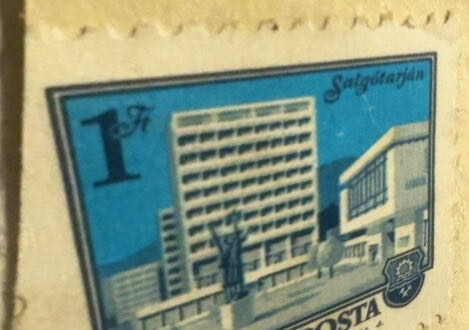 1 Ft
Salgótarján
POSTA